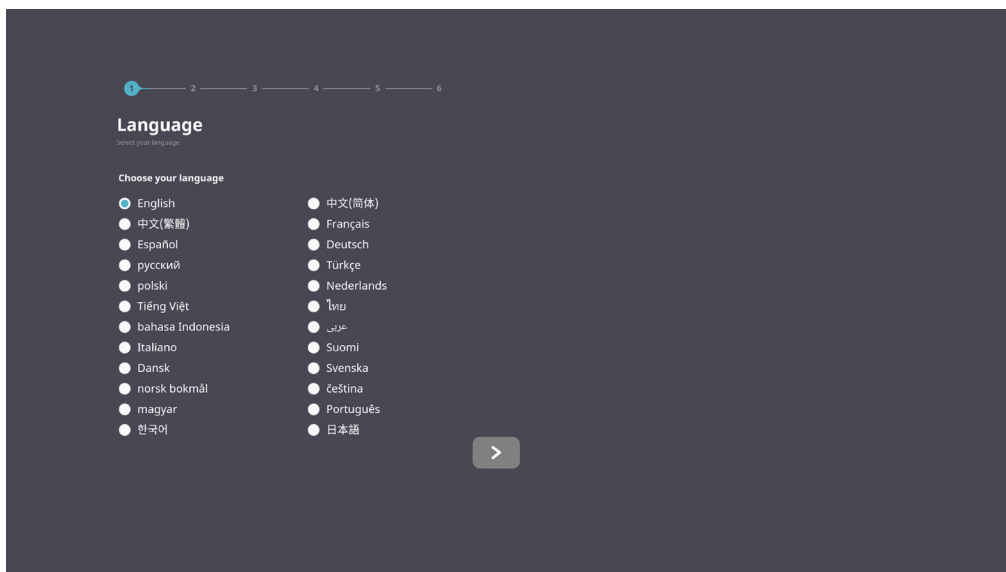 1 2 3 4 5 6
Language
Select your language
Choose your language
English 中文(简体)
中文(繁體) Français
Español Deutsch
русский Türkçe
polski Nederlands
Tiếng Việt ไทย
bahasa Indonesia عربى
Italiano Suomi
Dansk Svenska
norsk bokmål čeština
magyar Português
한국어 日本語